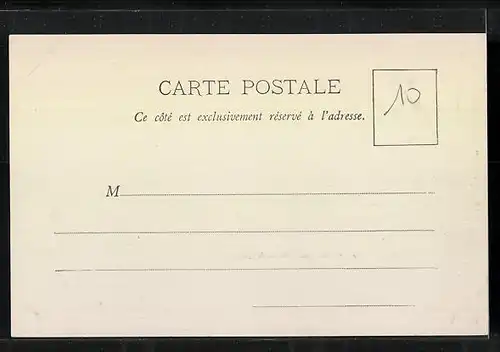 CARTE POSTALE
10
Ce côté est exclusivement réservé à l'adresse.
M